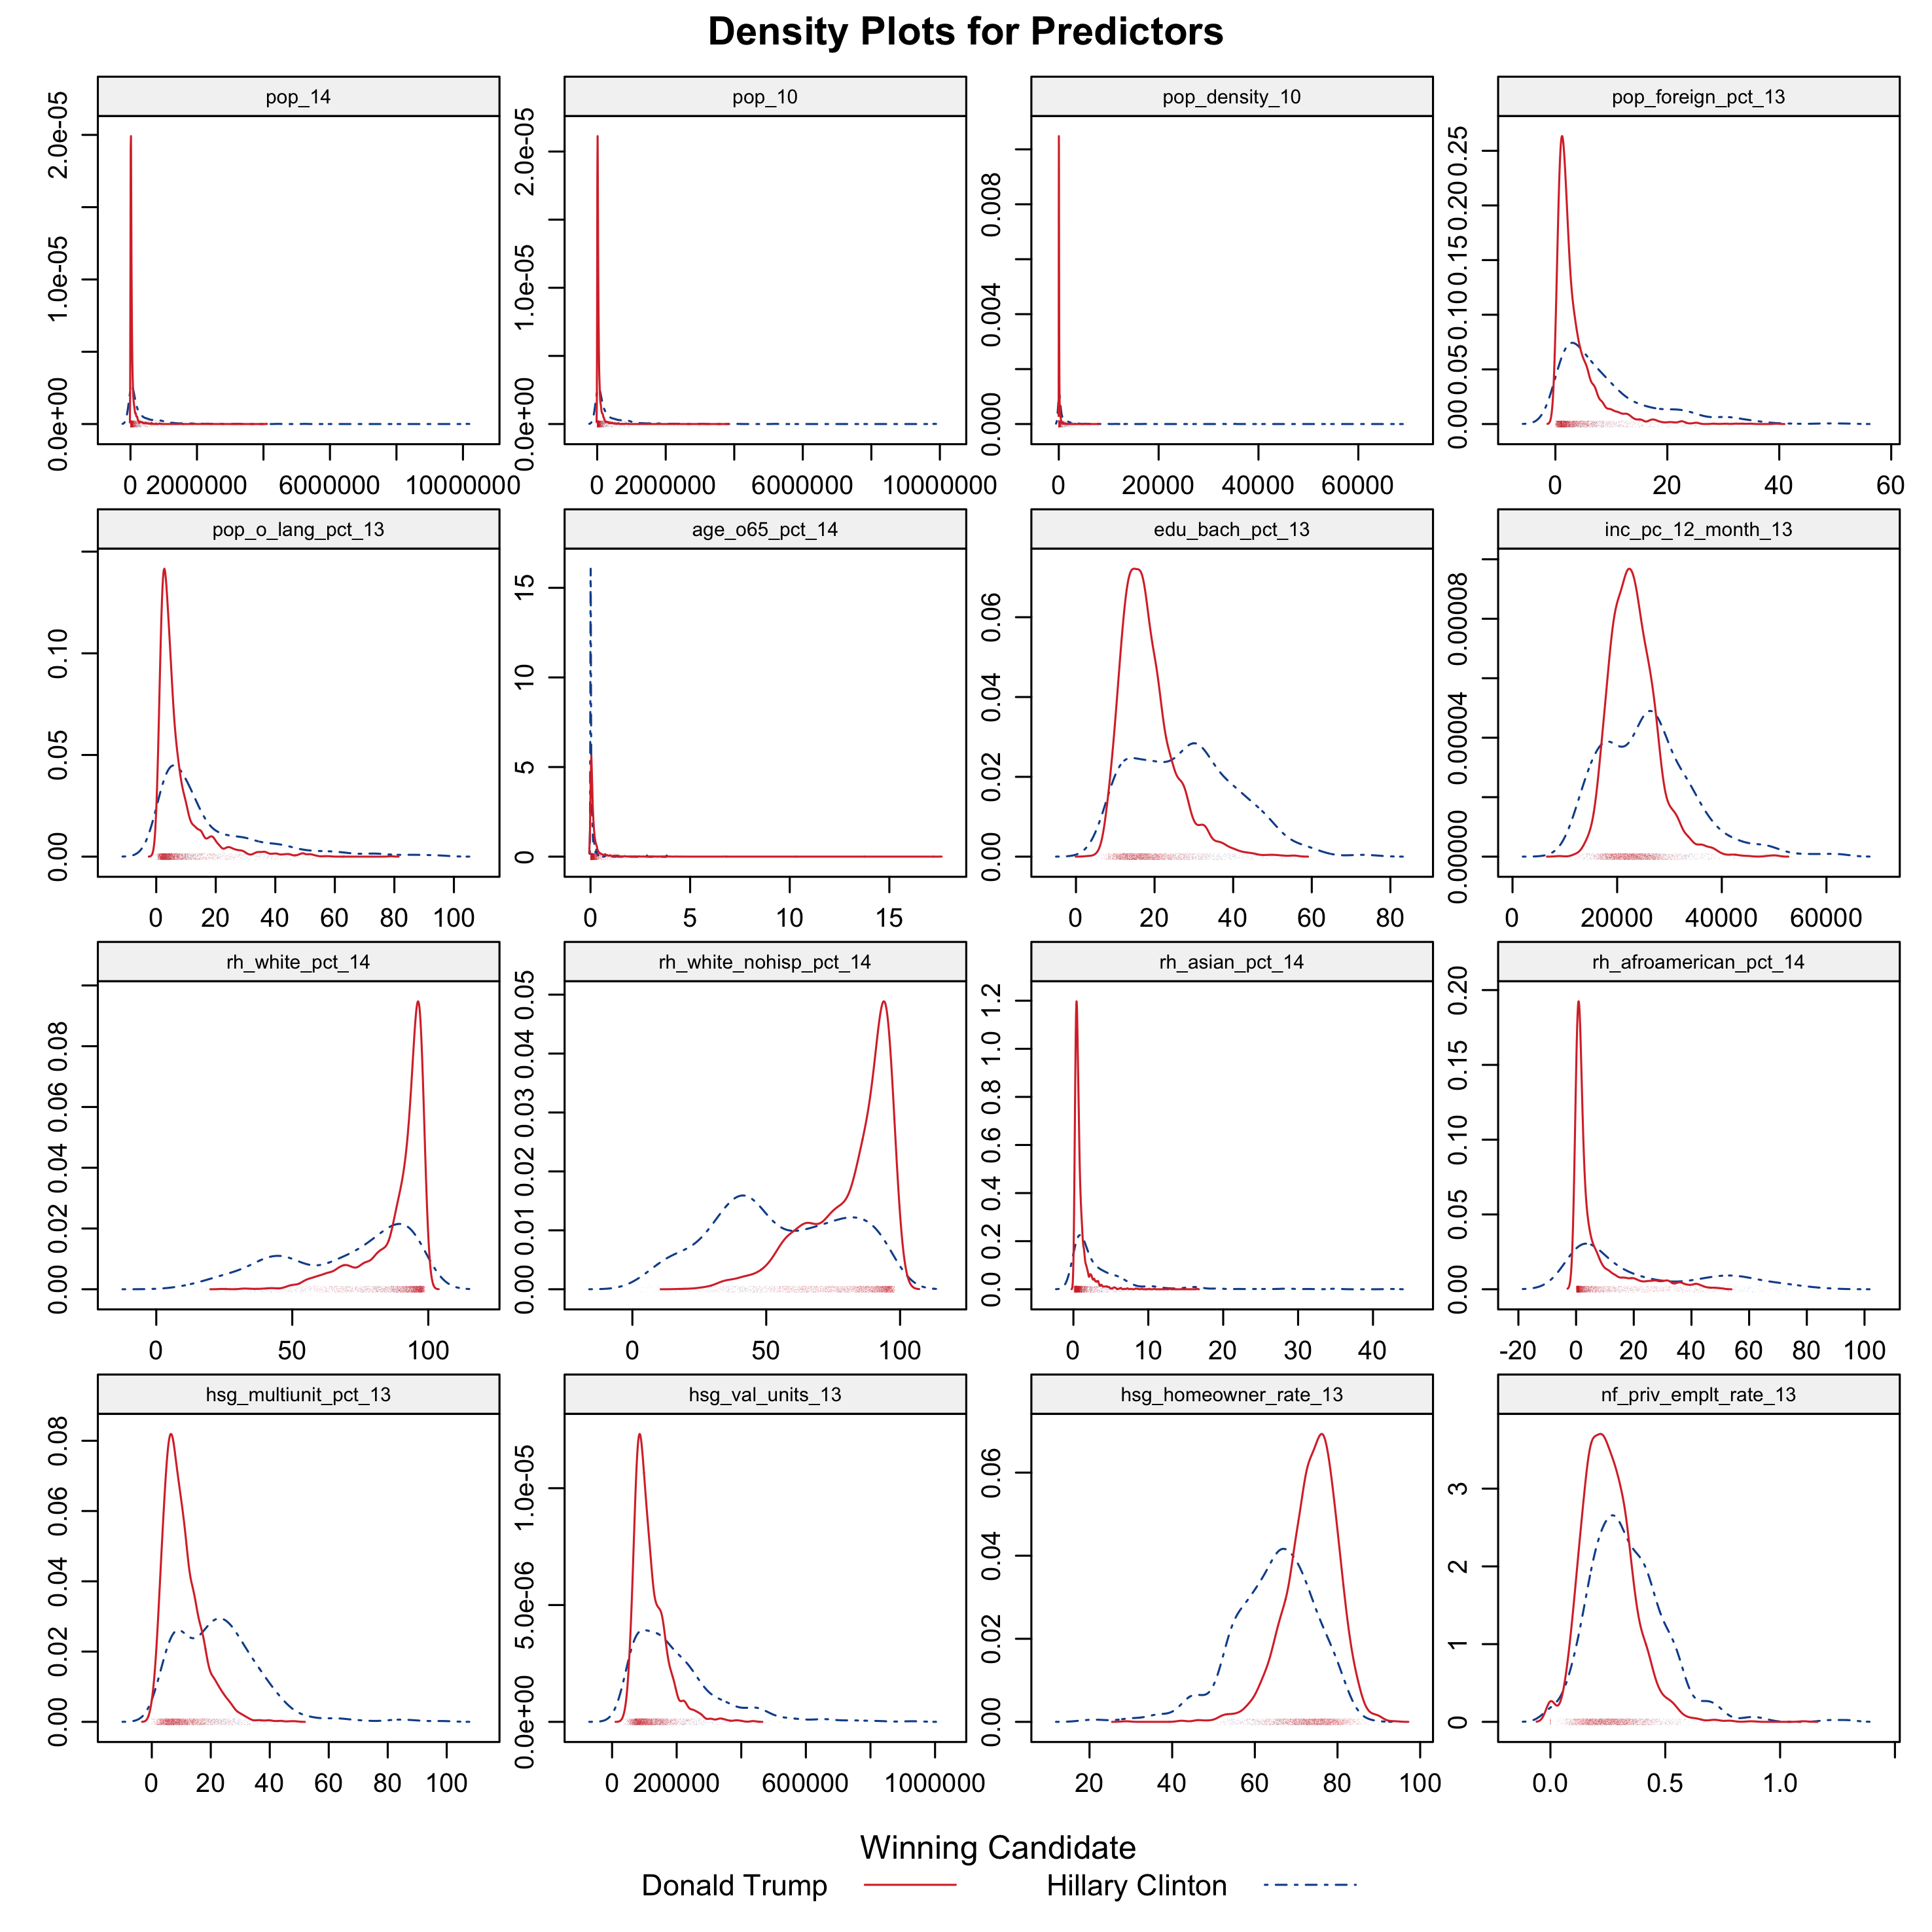 Density Plots for Predictors
pop_14
0.0e+00 1.0e-05 2.0e-05
0 2000000 6000000 10000000
pop_10
0.0e+00 1.0e-05 2.0e-05
0 2000000 6000000 10000000
pop_density_10
0.000 0.004 0.008
0 20000 40000 60000
pop_foreign_pct_13
0.00 0.05 0.10 0.15 0.20 0.25
0 20 40 60
pop_o_lang_pct_13
0.00 0.05 0.10
0 20 40 60 80 100
age_o65_pct_14
0 5 10 15
0 5 10 15
edu_bach_pct_13
0.00 0.02 0.04 0.06
0 20 40 60 80
inc_pc_12_month_13
0.00000 0.00004 0.00008
0 20000 40000 60000
rh_white_pct_14
0.00 0.02 0.04 0.06 0.08
0 50 100
rh_white_nohisp_pct_14
0.00 0.01 0.02 0.03 0.04 0.05
0 50 100
rh_asian_pct_14
0.0 0.2 0.4 0.6 0.8 1.0 1.2
0 10 20 30 40
rh_afroamerican_pct_14
0.00 0.05 0.10 0.15 0.20
-20 0 20 40 60 80 100
hsg_multiunit_pct_13
0.00 0.02 0.04 0.06 0.08
0 20 40 60 80 100
hsg_val_units_13
0.0e+00 5.0e-06 1.0e-05
0 200000 600000 1000000
hsg_homeowner_rate_13
0.00 0.02 0.04 0.06
20 40 60 80 100
nf_priv_emplt_rate_13
0 1 2 3
0.0 0.5 1.0
Winning Candidate
Donald Trump Hillary Clinton